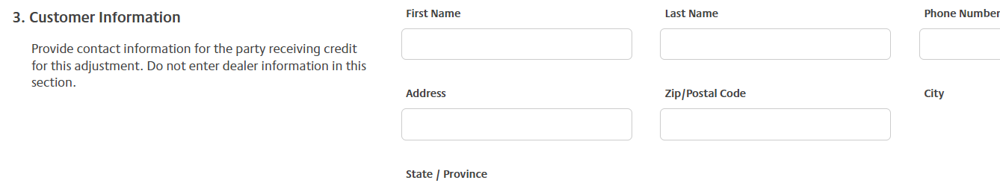 3. Customer Information
Provide contact information for the party receiving credit
for this adjustment. Do not enter dealer information in this
section.
First Name
Last Name
Phone Number
Address
Zip/Postal Code
City
State / Province